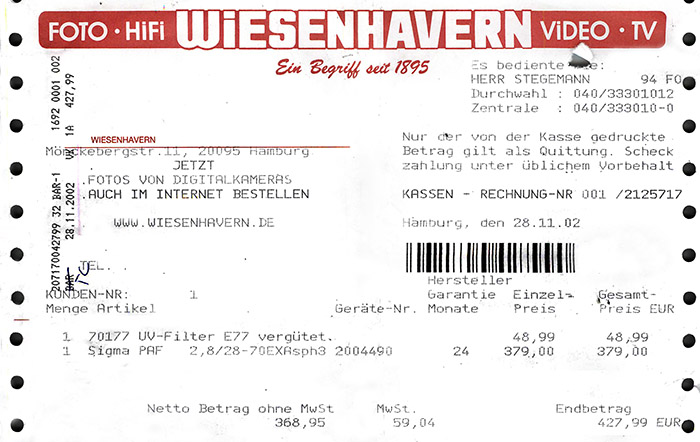 FOTO · HiFi WiESENHAVERN ViDEO · TV
Ein Begriff seit 1895
Es bediente Sie:
HERR STEGEMANN 94 FO
Durchwahl : 040/33301012
Zentrale : 040/333010-0
1692 0001 002
VK 1A 427,99
207170042799 32 BAR-1
28.11.2002
BAR-
WIESENHAVERN
Mönckebergstr.11, 20095 Hamburg
JETZT
FOTOS VON DIGITALKAMERAS
AUCH IM INTERNET BESTELLEN
WWW.WIESENHAVERN.DE
TEL.
Nur der von der Kasse gedruckte
Betrag gilt als Quittung. Scheck
zahlung unter üblichem Vorbehalt
KASSEN - RECHNUNG-NR 001 /2125717
Hamburg, den 28.11.02
Hersteller
KUNDEN-NR: 1 Garantie Einzel- Gesamt-
Menge Artikel Geräte-Nr. Monate Preis Preis EUR
1 70177 UV-Filter E77 vergütet. 48,99 48,99
1 Sigma PAF 2,8/28-70EXAsph3 2004490 24 379,00 379,00
Netto Betrag ohne MwSt MwSt. Endbetrag
368,95 59,04 427,99 EUR